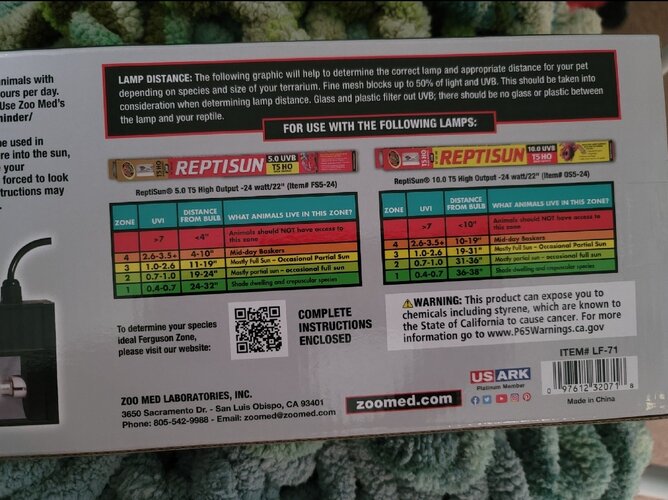 animals with
ours per day.
Use Zoo Med's
minder/
be used in
re into the sun,
your
forced to look
structions may
LAMP DISTANCE: The following graphic will help to determine the correct lamp and appropriate distance for your pet
depending on species and size of your terrarium. Fine mesh blocks up to 50% of light and UVB. This should be taken into
consideration when determining lamp distance. Glass and plastic filter out UVB; there should be no glass or plastic between
the lamp and your reptile.
FOR USE WITH THE FOLLOWING LAMPS:
REPTISUN 5.0 UVB
T5 HO
ReptiSun® 5.0 T5 High Output -24 watt/22" (Item# FS5-24)
ZONE UVI DISTANCE FROM BULB WHAT ANIMALS LIVE IN THIS ZONE?
>7 <4" Animals should NOT have access to
this zone
4 2.6-3.5+ 4-10" Mid-day Baskers
3 1.0-2.6 11-19" Mostly Full Sun – Occasional Partial Sun
2 0.7-1.0 19-24" Mostly partial sun – occasional full sun
1 0.4-0.7 24-32" Shade dwelling and crepuscular species
T5 HO REPTISUN 10.0 UVB
T5 HO
ReptiSun® 10.0 T5 High Output -24 watt/22" (Item# OS5-24)
ZONE UVI DISTANCE FROM BULB WHAT ANIMALS LIVE IN THIS ZONE?
>7 <10" Animals should NOT have access to
this zone
4 2.6-3.5+ 10-19" Mid-day Baskers
3 1.0-2.6 19-31" Mostly Full Sun – Occasional Partial Sun
2 0.7-1.0 31-36" Mostly partial sun – occasional full sun
1 0.4-0.7 36-38" Shade dwelling and crepuscular species
To determine your species
ideal Ferguson Zone,
please visit our website:
COMPLETE
INSTRUCTIONS
ENCLOSED
WARNING: This product can expose you to
chemicals including styrene, which are known to
the State of California to cause cancer. For more
information go to www.P65Warnings.ca.gov
ZOO MED LABORATORIES, INC.
3650 Sacramento Dr. - San Luis Obispo, CA 93401
Phone: 805-542-9988 - Email: zoomed@zoomed.com
zoomed.com
USARK
Platinum Member
ITEM# LF-71
0 97612 32071 8
Made in China